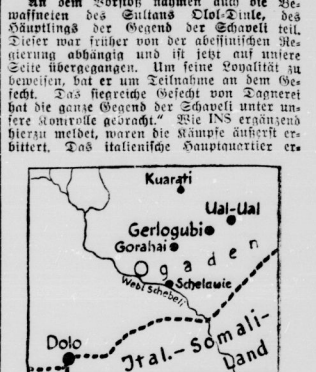 An dem Vorstoß nahmen auch die Be-
waffneten des Sultans Olol-Dinle, des
Häuptlings der Gegend der Schaveli teil.
Dieser war früher von der abessinischen Re-
gierung abhängig und ist jetzt auf unsere
Seite übergegangen. Um seine Loyalität zu
beweisen, bat er um Teilnahme an dem Ge-
fecht. Das siegreiche Gefecht von Dagnerei
hat die ganze Gegend der Schaveli unter un-
sere Kontrolle gebracht.“ Wie INS ergänzend
hierzu meldet, waren die Kämpfe äußerst er-
bittert. Das italienische Hauptquartier er-
Kuarati
Ual-Ual
Gerlogubi
Gorahai
Ogaden
Schelawie
Webi Schebeli
Dolo
Ital.-Somali-
Land